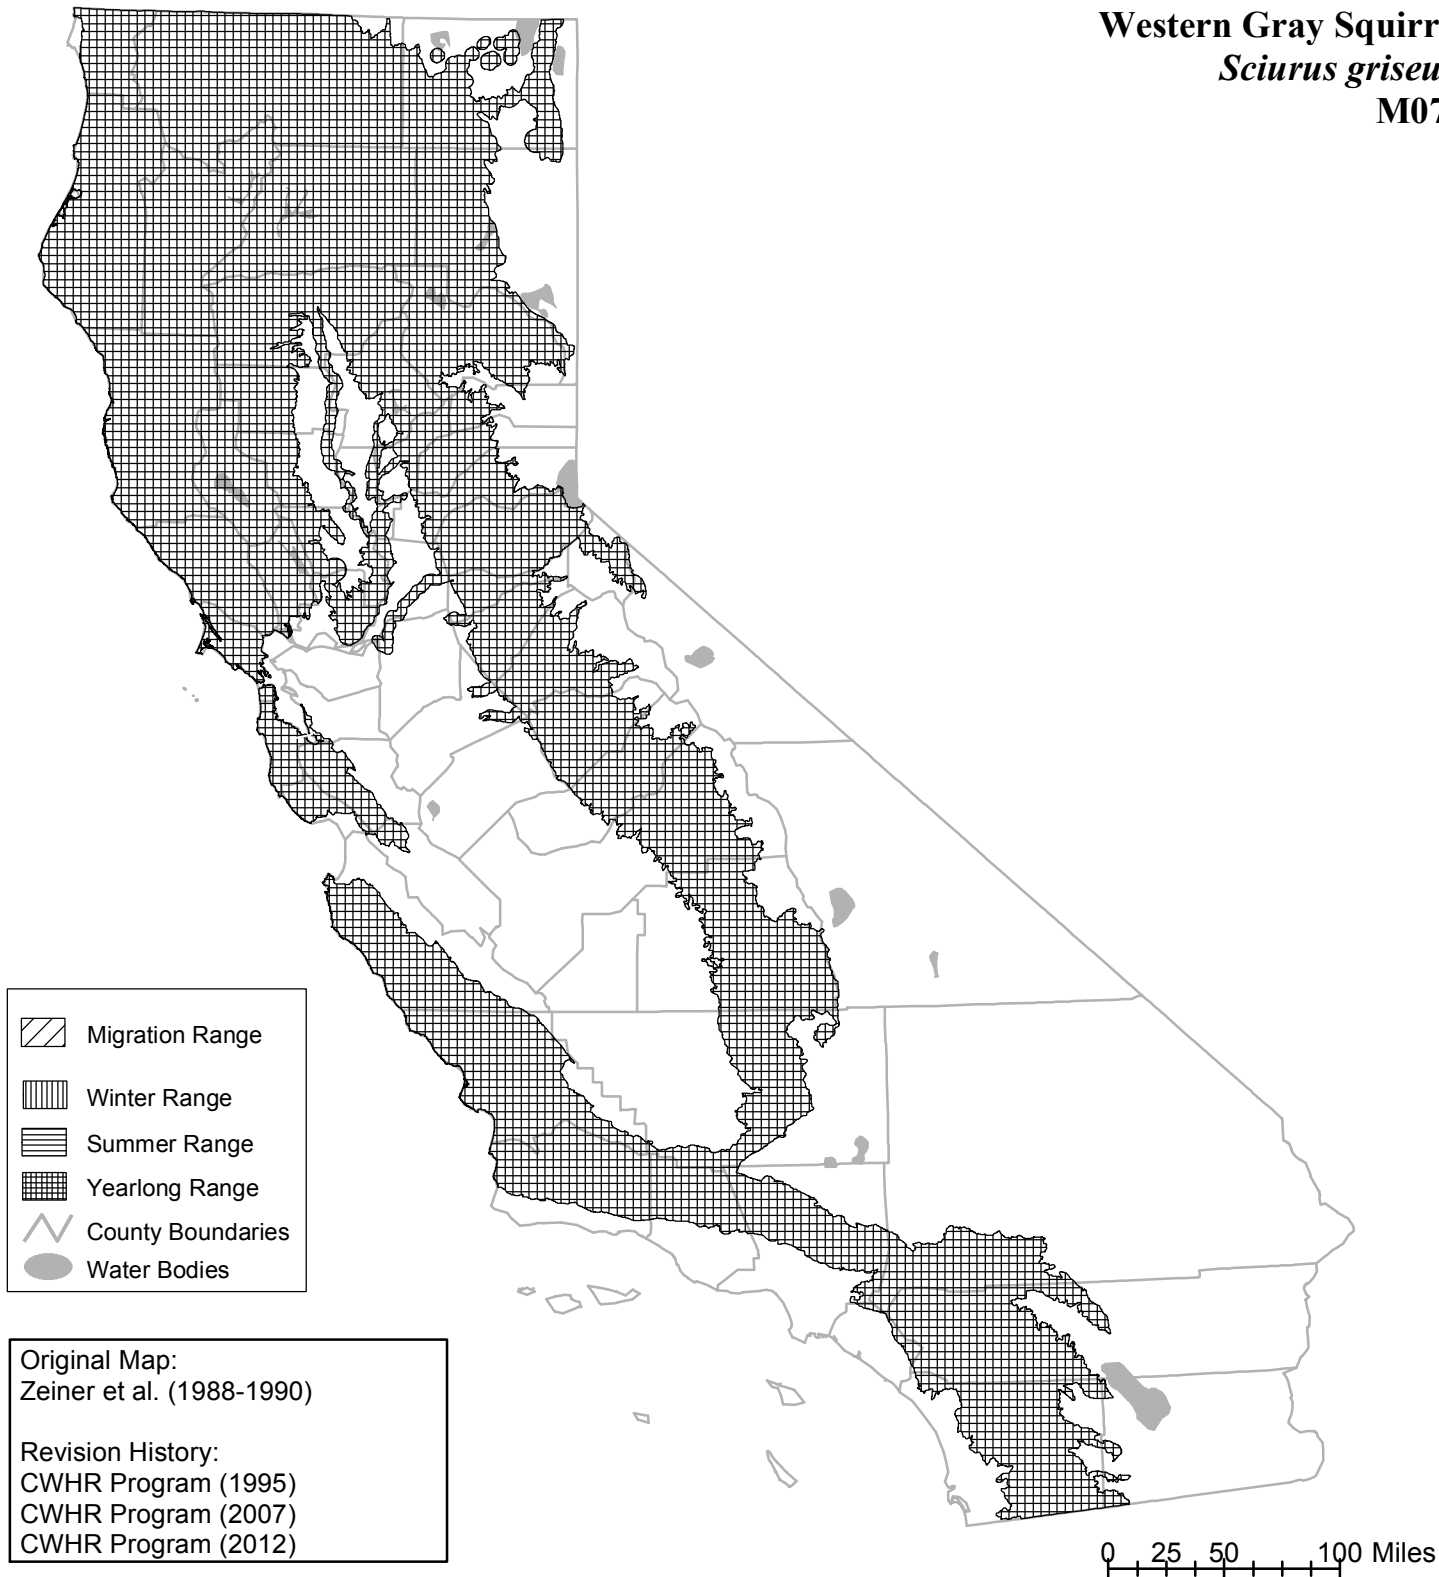 Western Gray Squirr
Sciurus griseu
M07
Migration Range
Winter Range
Summer Range
Yearlong Range
County Boundaries
Water Bodies
Original Map:
Zeiner et al. (1988-1990)
Revision History:
CWHR Program (1995)
CWHR Program (2007)
CWHR Program (2012)
0 25 50 100 Miles